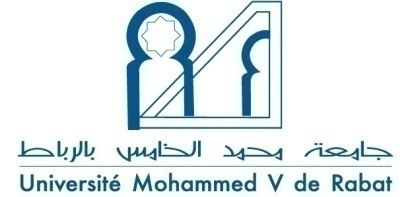 جامعة محمد الخامس بالرباط
Université Mohammed V de Rabat